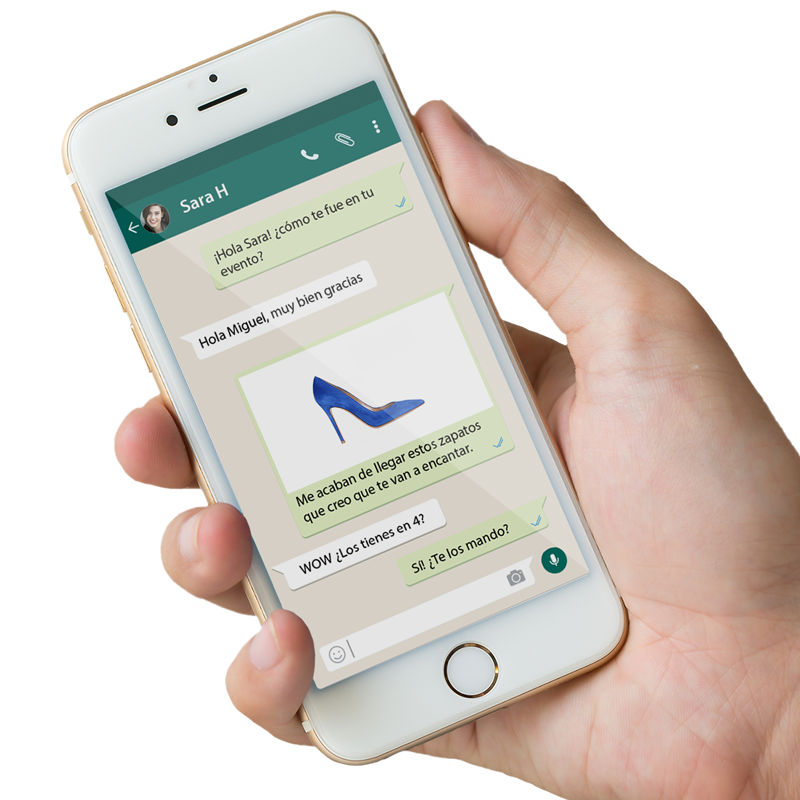 Sara H
¡Hola Sara! ¿cómo te fue en tu
evento?
Hola Miguel, muy bien gracias
Me acaban de llegar estos zapatos
que creo que te van a encantar.
WOW ¿Los tienes en 4?
SI! ¿Te los mando?